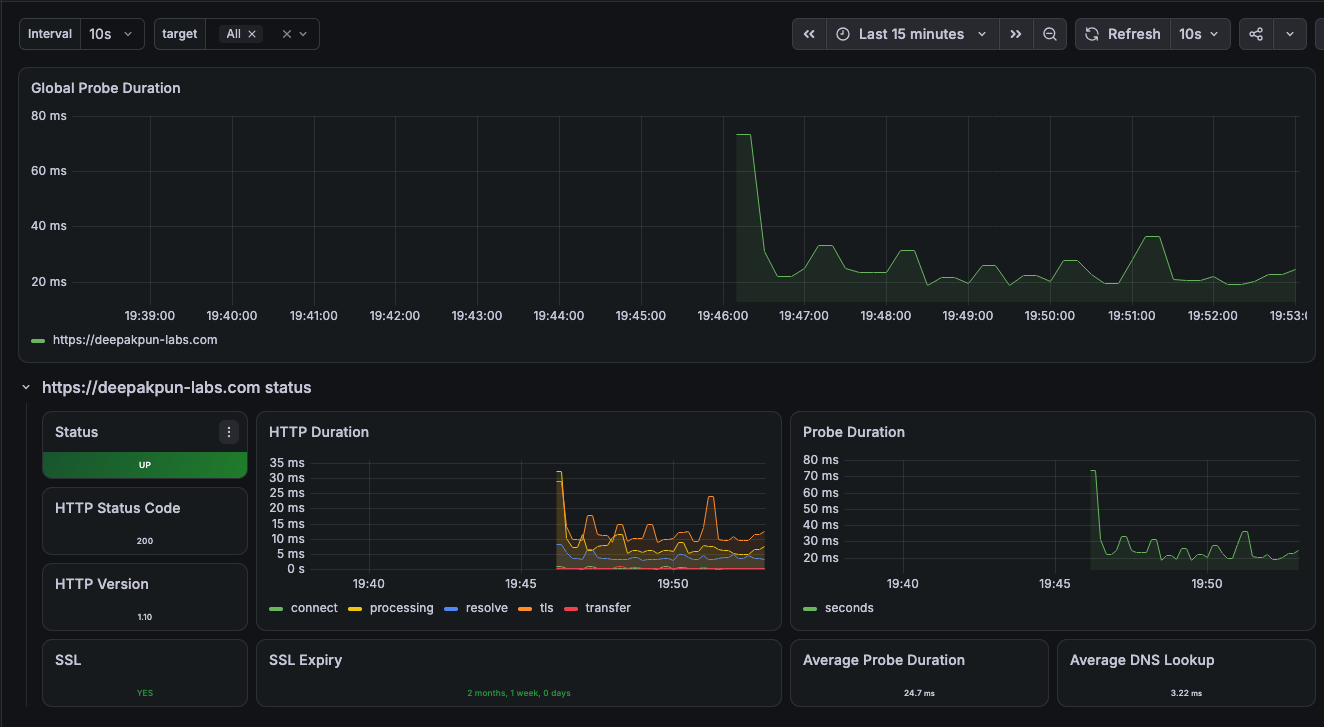 Interval 10s target All Last 15 minutes Refresh 10s
Global Probe Duration
80 ms
60 ms
40 ms
20 ms
19:39:00 19:40:00 19:41:00 19:42:00 19:43:00 19:44:00 19:45:00 19:46:00 19:47:00 19:48:00 19:49:00 19:50:00 19:51:00 19:52:00 19:53:0
https://deepakpun-labs.com
https://deepakpun-labs.com status
Status
UP
HTTP Status Code
200
HTTP Version
1.10
SSL
YES
HTTP Duration
35 ms
30 ms
25 ms
20 ms
15 ms
10 ms
5 ms
0 s
19:40 19:45 19:50
connect processing resolve tls transfer
SSL Expiry
2 months, 1 week, 0 days
Probe Duration
80 ms
70 ms
60 ms
50 ms
40 ms
30 ms
20 ms
19:40 19:45 19:50
seconds
Average Probe Duration
24.7 ms
Average DNS Lookup
3.22 ms